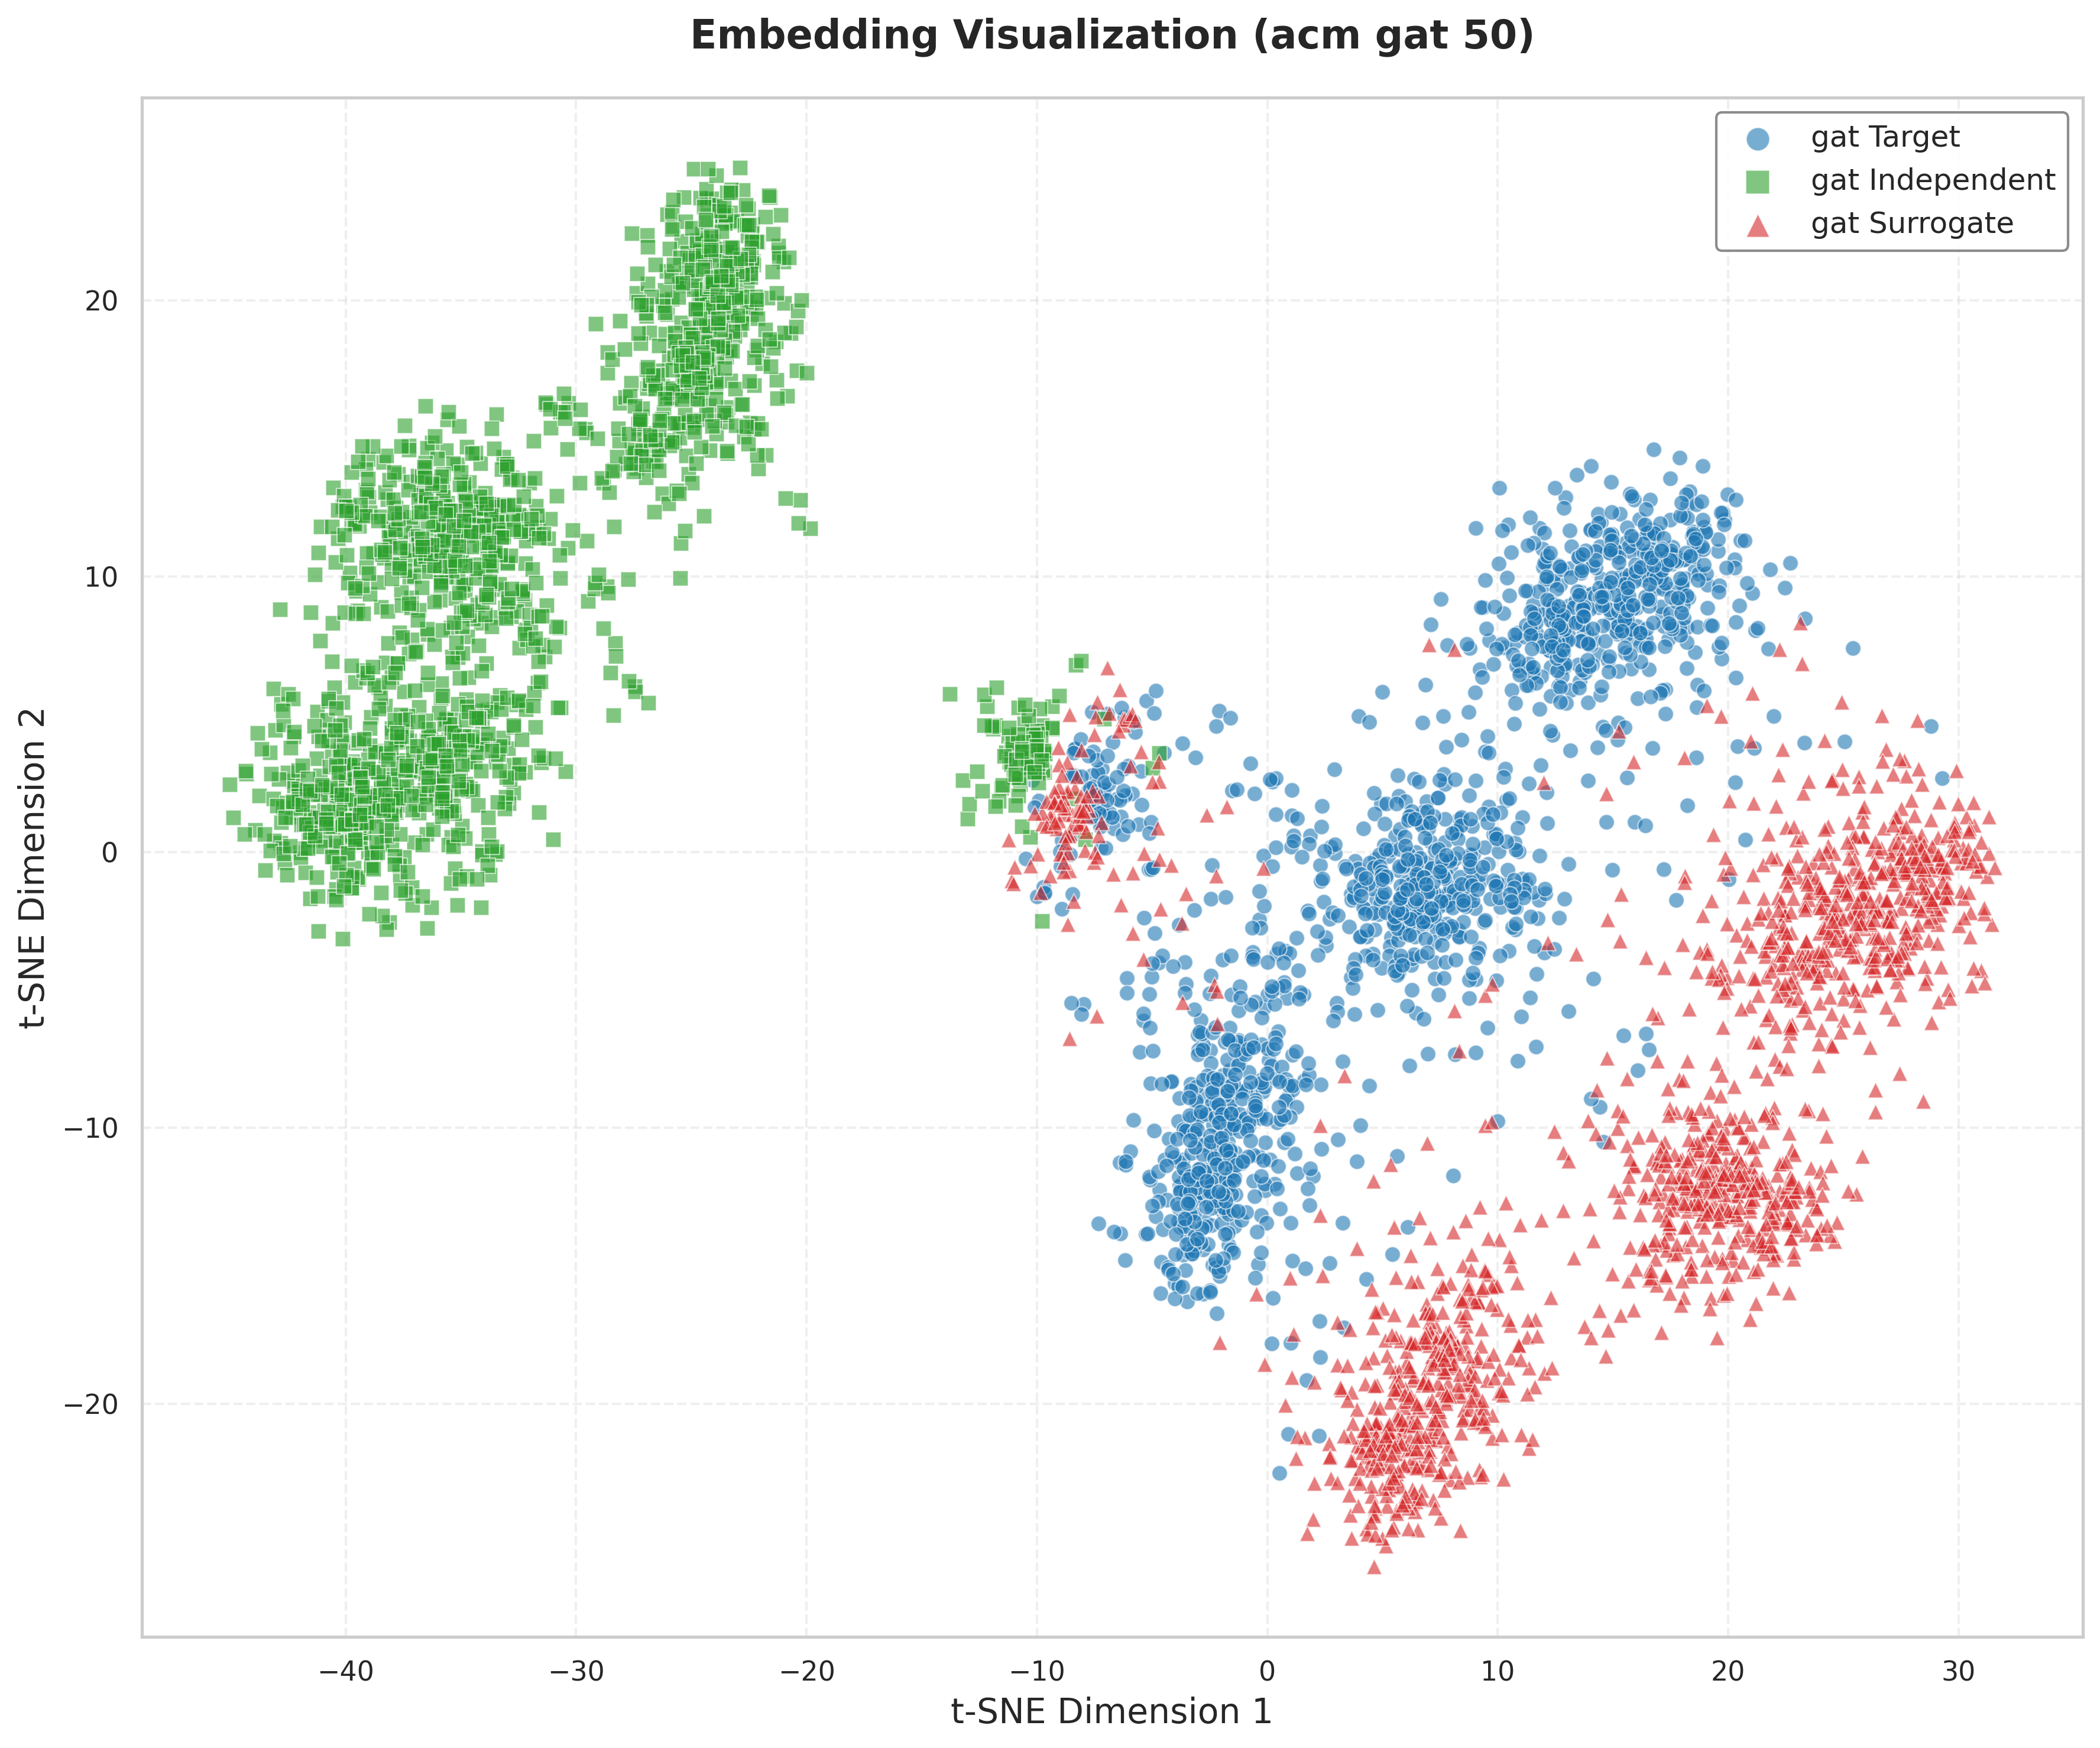 Embedding Visualization (acm gat 50)
gat Target
gat Independent
gat Surrogate
20
10
0
−10
−20
t-SNE Dimension 2
−40
−30
−20
−10
0
10
20
30
t-SNE Dimension 1